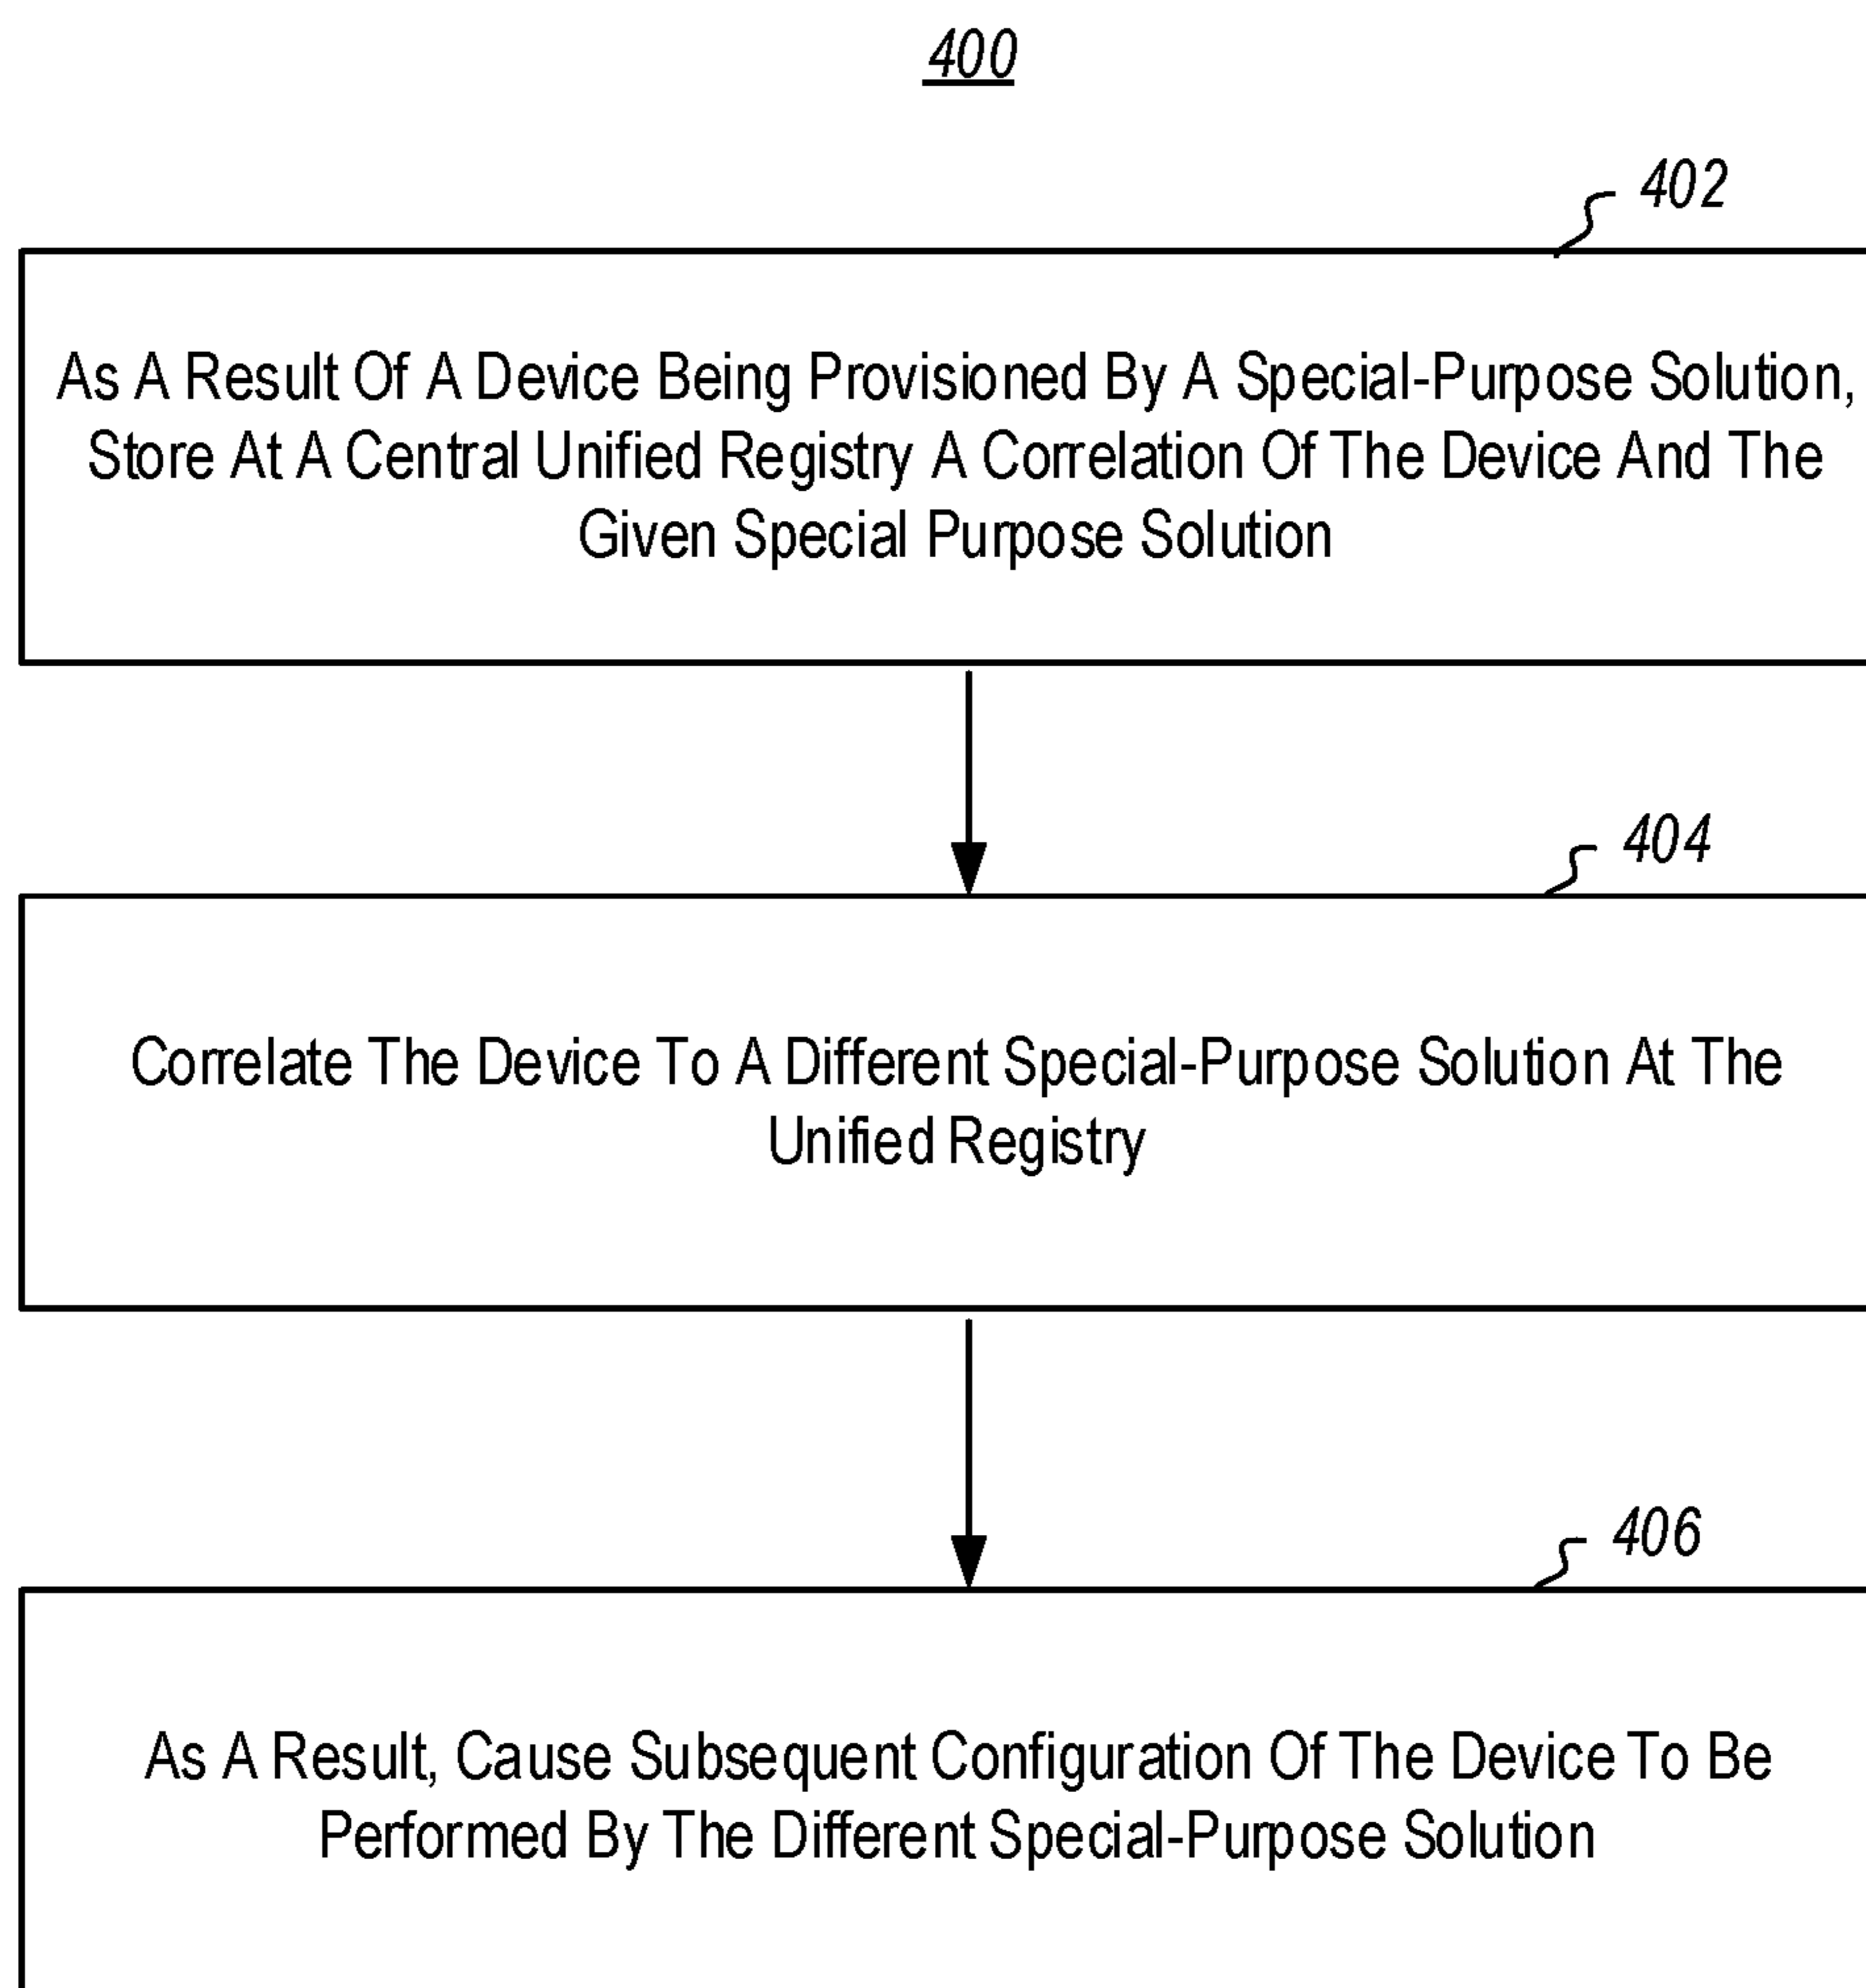 400
402
As A Result Of A Device Being Provisioned By A Special-Purpose Solution,
Store At A Central Unified Registry A Correlation Of The Device And The
Given Special Purpose Solution
404
Correlate The Device To A Different Special-Purpose Solution At The
Unified Registry
406
As A Result, Cause Subsequent Configuration Of The Device To Be
Performed By The Different Special-Purpose Solution